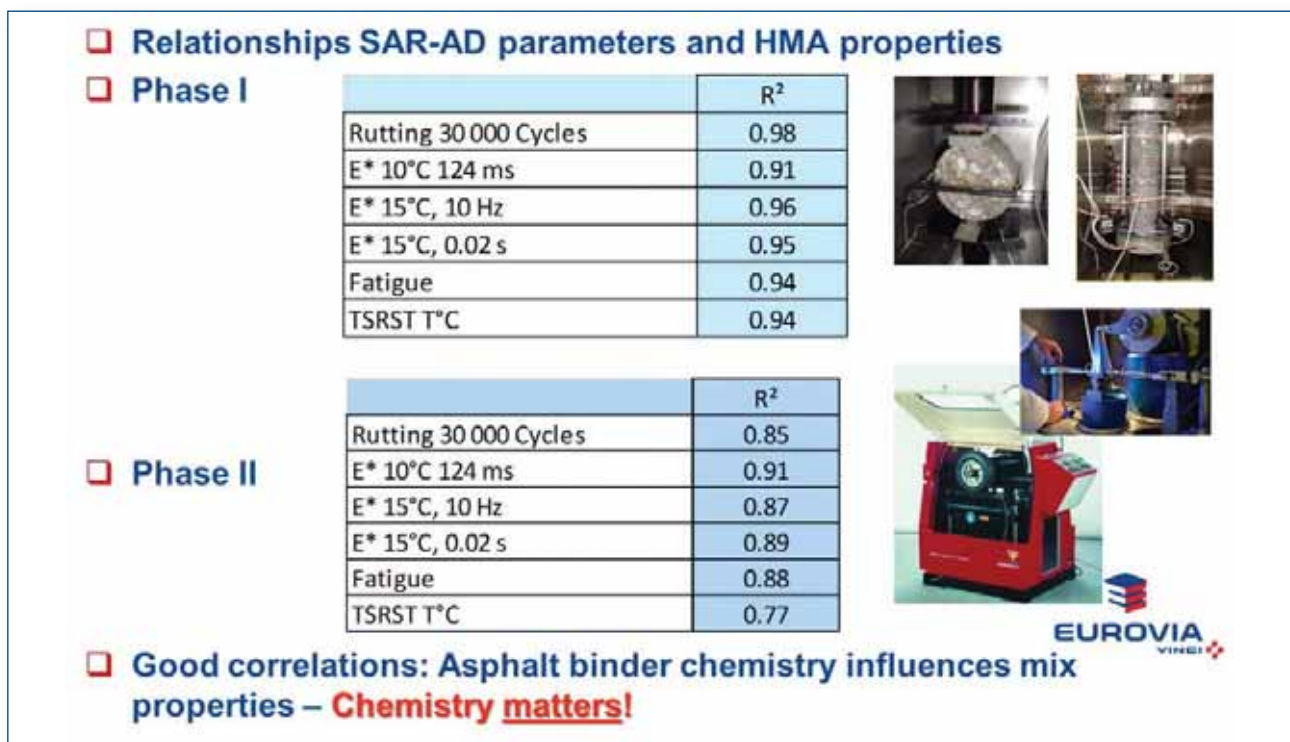 Relationships SAR-AD parameters and HMA properties
Phase I
R²
Rutting 30 000 Cycles 0.98
E* 10°C 124 ms 0.91
E* 15°C, 10 Hz 0.96
E* 15°C, 0.02 s 0.95
Fatigue 0.94
TSRST T°C 0.94
Phase II
R²
Rutting 30 000 Cycles 0.85
E* 10°C 124 ms 0.91
E* 15°C, 10 Hz 0.87
E* 15°C, 0.02 s 0.89
Fatigue 0.88
TSRST T°C 0.77
EUROVIA
VINCI
Good correlations: Asphalt binder chemistry influences mix
properties – Chemistry matters!